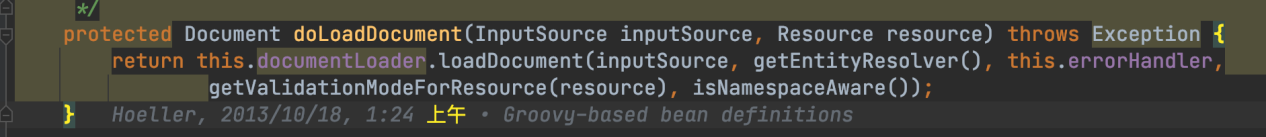 */
protected Document doLoadDocument(InputSource inputSource, Resource resource) throws Exception {
return this.documentLoader.loadDocument(inputSource, getEntityResolver(), this.errorHandler,
getValidationModeForResource(resource), isNamespaceAware());
} Hoeller, 2013/10/18, 1:24 上午 • Groovy-based bean definitions